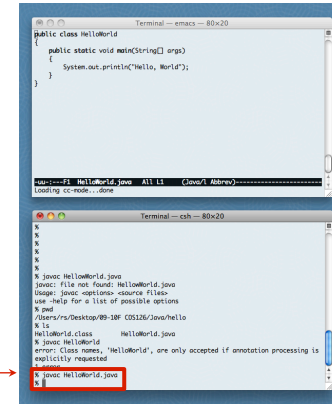 Terminal — emacs — 80×20
public class HelloWorld
{
public static void main(String[] args)
{
System.out.println("Hello, World");
}
}
-uu-:---F1 HelloWorld.java All L1 (Java/l Abbrev)------------------------
Loading cc-mode...done
Terminal — csh — 80×20
%
%
%
%
%
% javac HellowWorld.java
javac: file not found: HellowWorld.java
Usage: javac <options> <source files>
use -help for a list of possible options
% pwd
/Users/rs/Desktop/09-10F COS126/Java/hello
% ls
HelloWorld.class HelloWorld.java
% javac HelloWorld
error: Class names, 'HelloWorld', are only accepted if annotation processing is
explicitly requested
1 error
% javac HelloWorld.java
%